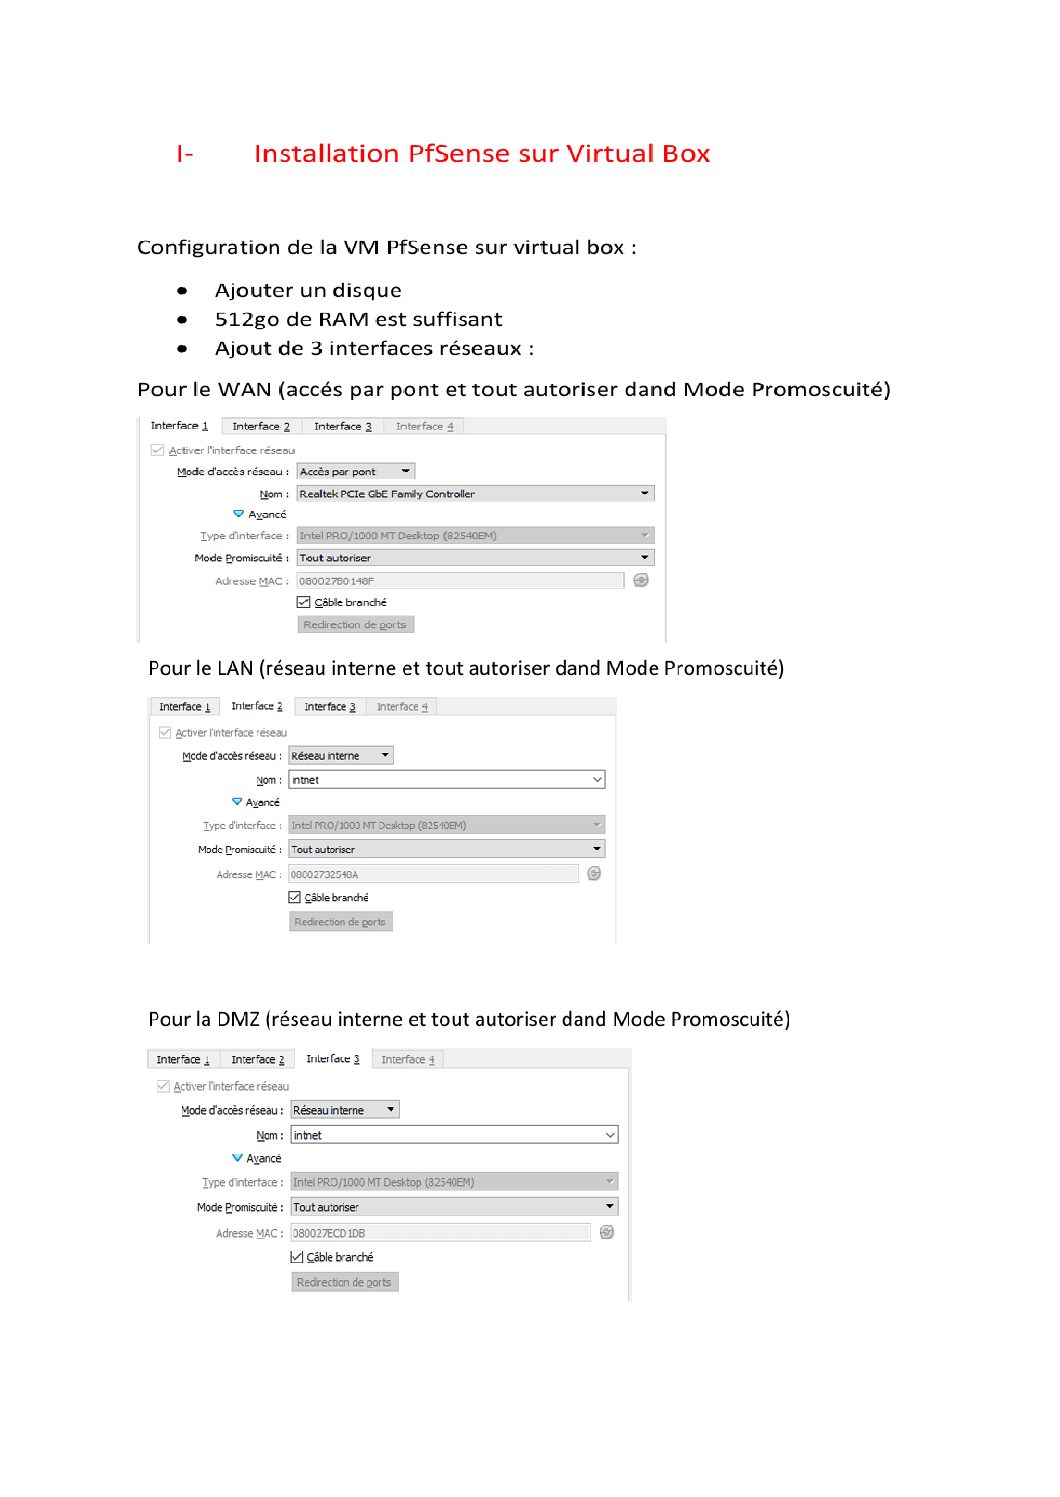 I- Installation PfSense sur Virtual Box
Configuration de la VM PfSense sur virtual box :
• Ajouter un disque
• 512go de RAM est suffisant
• Ajout de 3 interfaces réseaux :
Pour le WAN (accés par pont et tout autoriser dand Mode Promoscuité)
Interface 1 Interface 2 Interface 3 Interface 4
Activer l'interface réseau
Mode d'accès réseau : Accès par pont
Nom : Realtek PCIe GbE Family Controller
Avancé
Type d'interface : Intel PRO/1000 MT Desktop (82540EM)
Mode Promiscuité : Tout autoriser
Adresse MAC : 080027B0148F
Câble branché
Redirection de ports
Pour le LAN (réseau interne et tout autoriser dand Mode Promoscuité)
Interface 1 Interface 2 Interface 3 Interface 4
Activer l'interface réseau
Mode d'accès réseau : Réseau interne
Nom : intnet
Avancé
Type d'interface : Intel PRO/1000 MT Desktop (82540EM)
Mode Promiscuité : Tout autoriser
Adresse MAC : 08002732548A
Câble branché
Redirection de ports
Pour la DMZ (réseau interne et tout autoriser dand Mode Promoscuité)
Interface 1 Interface 2 Interface 3 Interface 4
Activer l'interface réseau
Mode d'accès réseau : Réseau interne
Nom : intnet
Avancé
Type d'interface : Intel PRO/1000 MT Desktop (82540EM)
Mode Promiscuité : Tout autoriser
Adresse MAC : 080027ECD1DB
Câble branché
Redirection de ports